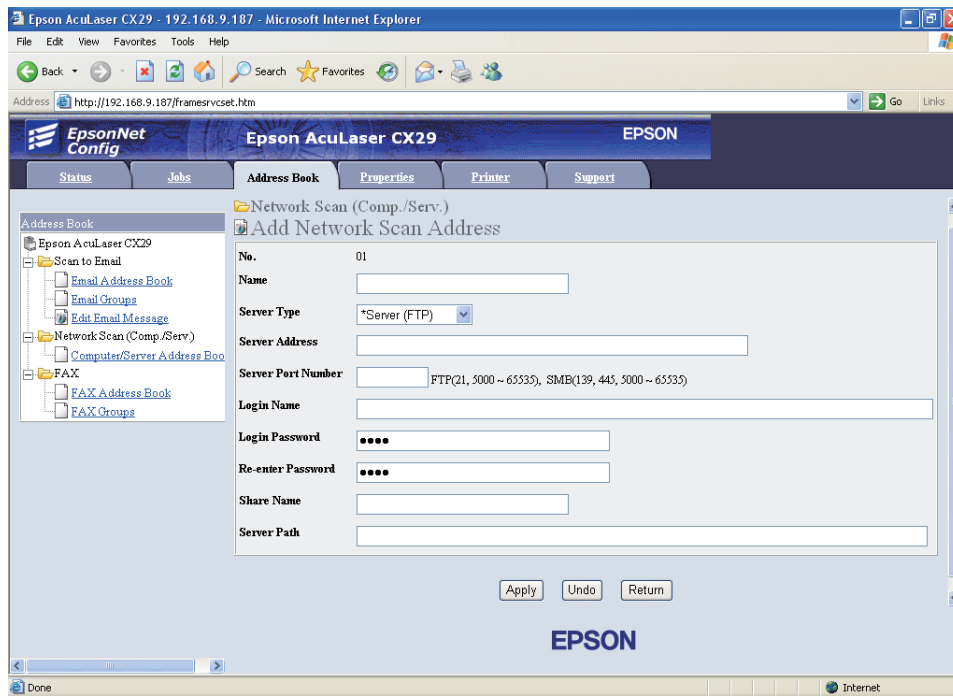 Epson AcuLaser CX29 - 192.168.9.187 - Microsoft Internet Explorer
File Edit View Favorites Tools Help
Back Search Favorites
Address http://192.168.9.187/framesrvcset.htm Go Links
EpsonNet
Config
Epson AcuLaser CX29
EPSON
Status Jobs Address Book Properties Printer Support
Address Book
Epson AcuLaser CX29
Scan to Email
Email Address Book
Email Groups
Edit Email Message
Network Scan (Comp./Serv.)
Computer/Server Address Boo
FAX
FAX Address Book
FAX Groups
Network Scan (Comp./Serv.)
Add Network Scan Address
No. 01
Name
Server Type *Server (FTP)
Server Address
Server Port Number FTP(21, 5000 ~ 65535), SMB(139, 445, 5000 ~ 65535)
Login Name
Login Password ••••
Re-enter Password ••••
Share Name
Server Path
Apply Undo Return
EPSON
Done Internet